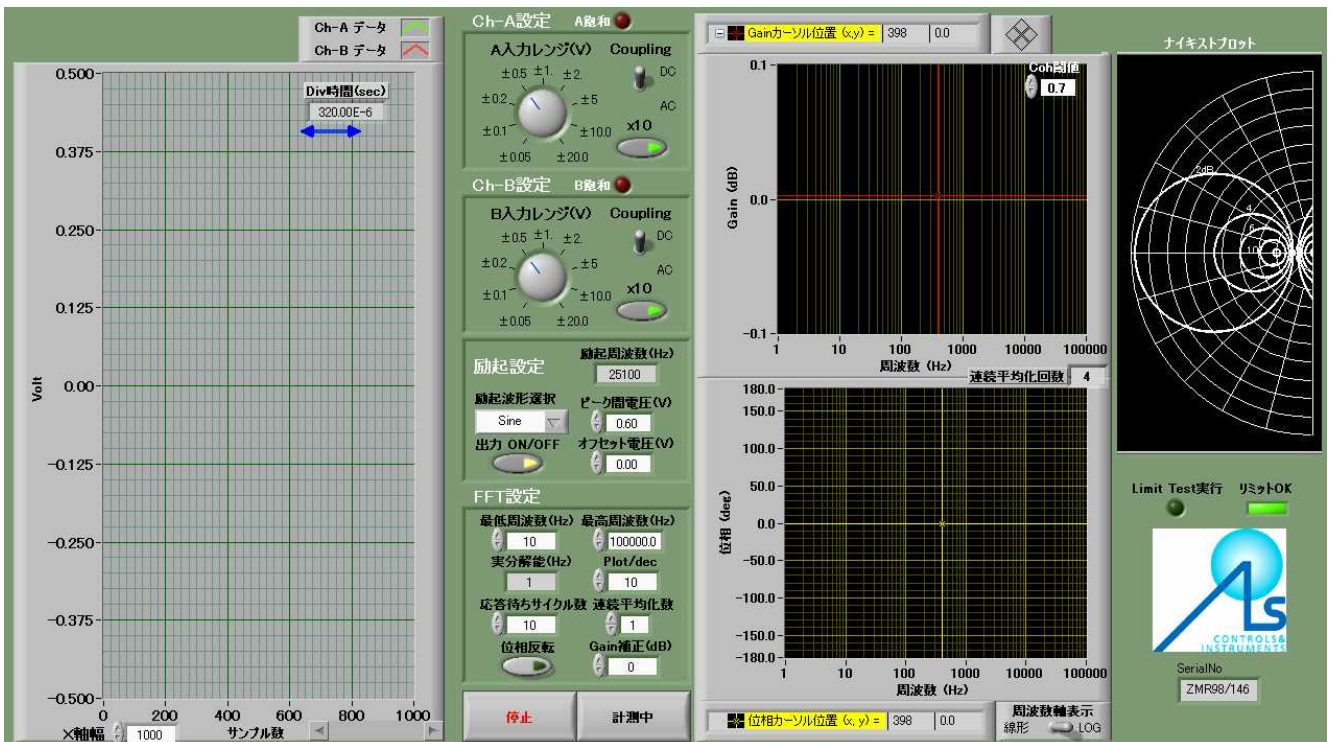 Ch-A データ
Ch-B データ
Volt
0.500
0.375
0.250
0.125
0.00
-0.125
-0.250
-0.375
-0.500
Div時間(sec)
320.00E-6
0 200 400 600 800 1000
X軸幅 1000 サンプル数
Ch-A設定 A飽和
A入力レンジ(V) Coupling
±0.5 ±1. ±2.
±0.2 ±5
±0.1 ±10.0
±0.05 ±20.0
DC
AC
x10
Ch-B設定 B飽和
B入力レンジ(V) Coupling
±0.5 ±1. ±2.
±0.2 ±5
±0.1 ±10.0
±0.05 ±20.0
DC
AC
x10
励起設定
励起周波数(Hz)
25100
励起波形選択 ピーク間電圧(V)
Sine 0.60
出力 ON/OFF オフセット電圧(V)
0.00
FFT設定
最低周波数(Hz) 最高周波数(Hz)
10 100000.0
実分解能(Hz) Plot/dec
1 10
応答待ちサイクル数 連続平均化数
10 1
位相反転 Gain補正(dB)
0
停止 計測中
Gainカーソル位置 (x,y) = 398 0.0
Coh閾値
0.7
Gain (dB)
0.1
0.0
-0.1
1 10 100 1000 10000 100000
周波数 (Hz)
連続平均化回数 4
位相 (deg)
180.0
150.0
100.0
50.0
0.0
-50.0
-100.0
-150.0
-180.0
1 10 100 1000 10000 100000
周波数 (Hz)
位相カーソル位置 (x, y) = 398 0.0
周波数軸表示
線形 LOG
ナイキストプロット
2dB
4
6
10
Limit Test実行 リミットOK
ALS
CONTROLS &
INSTRUMENTS
SerialNo
ZMR98/146